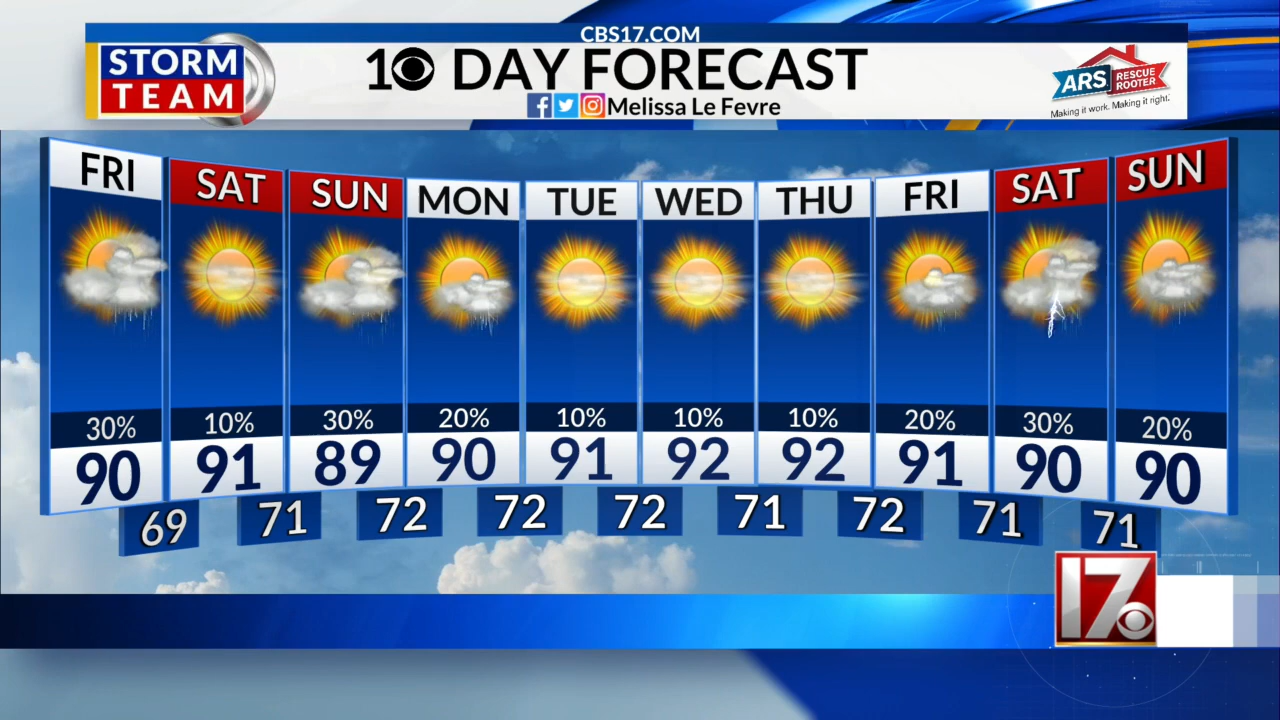 CBS17.COM
STORM
TEAM
10 DAY FORECAST
Melissa Le Fevre
ARS
RESCUE
ROOTER
Making it work. Making it right.
FRI SAT SUN MON TUE WED THU FRI SAT SUN
30% 10% 30% 20% 10% 10% 10% 20% 30% 20%
90 91 89 90 91 92 92 91 90 90
69 71 72 72 72 71 72 71 71
17